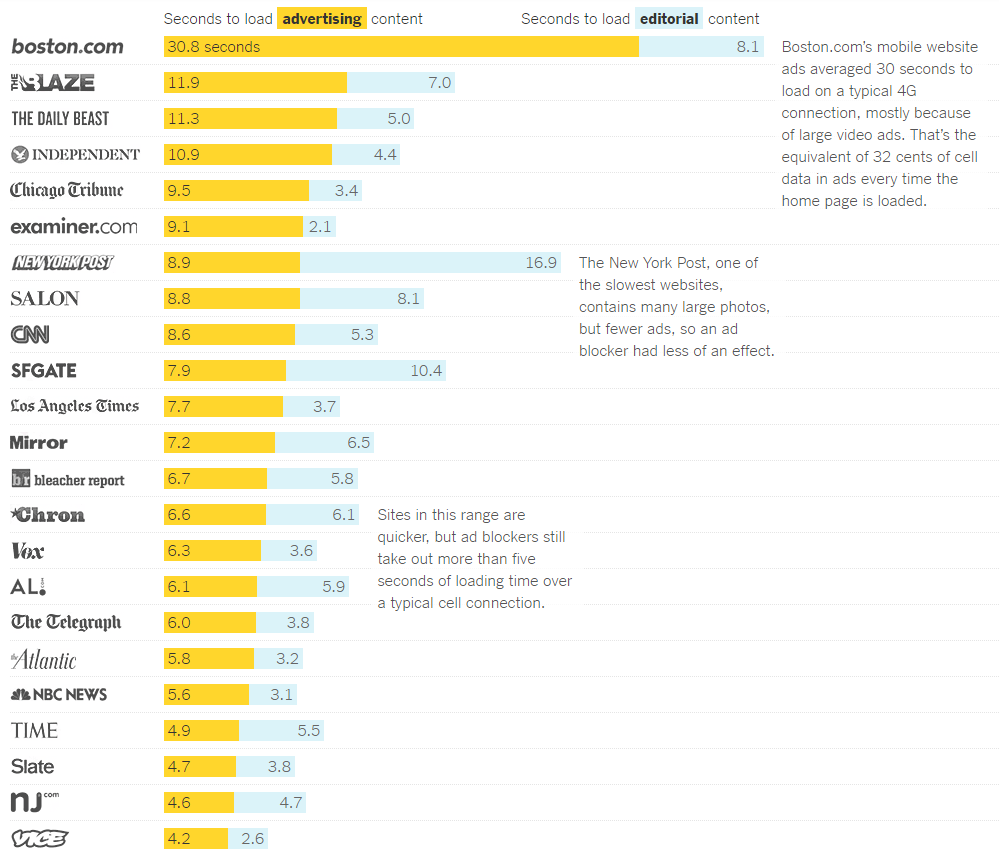 Seconds to load advertising content Seconds to load editorial content
boston.com 30.8 seconds 8.1
THE BLAZE 11.9 7.0
THE DAILY BEAST 11.3 5.0
INDEPENDENT 10.9 4.4
Chicago Tribune 9.5 3.4
examiner.com 9.1 2.1
NEW YORK POST 8.9 16.9
SALON 8.8 8.1
CNN 8.6 5.3
SFGATE 7.9 10.4
Los Angeles Times 7.7 3.7
Mirror 7.2 6.5
br bleacher report 6.7 5.8
Chron 6.6 6.1
Vox 6.3 3.6
AL.com 6.1 5.9
The Telegraph 6.0 3.8
the Atlantic 5.8 3.2
NBC NEWS 5.6 3.1
TIME 4.9 5.5
Slate 4.7 3.8
nj.com 4.6 4.7
VICE 4.2 2.6
Boston.com’s mobile website
ads averaged 30 seconds to
load on a typical 4G
connection, mostly because
of large video ads. That’s the
equivalent of 32 cents of cell
data in ads every time the
home page is loaded.
The New York Post, one of
the slowest websites,
contains many large photos,
but fewer ads, so an ad
blocker had less of an effect.
Sites in this range are
quicker, but ad blockers still
take out more than five
seconds of loading time over
a typical cell connection.